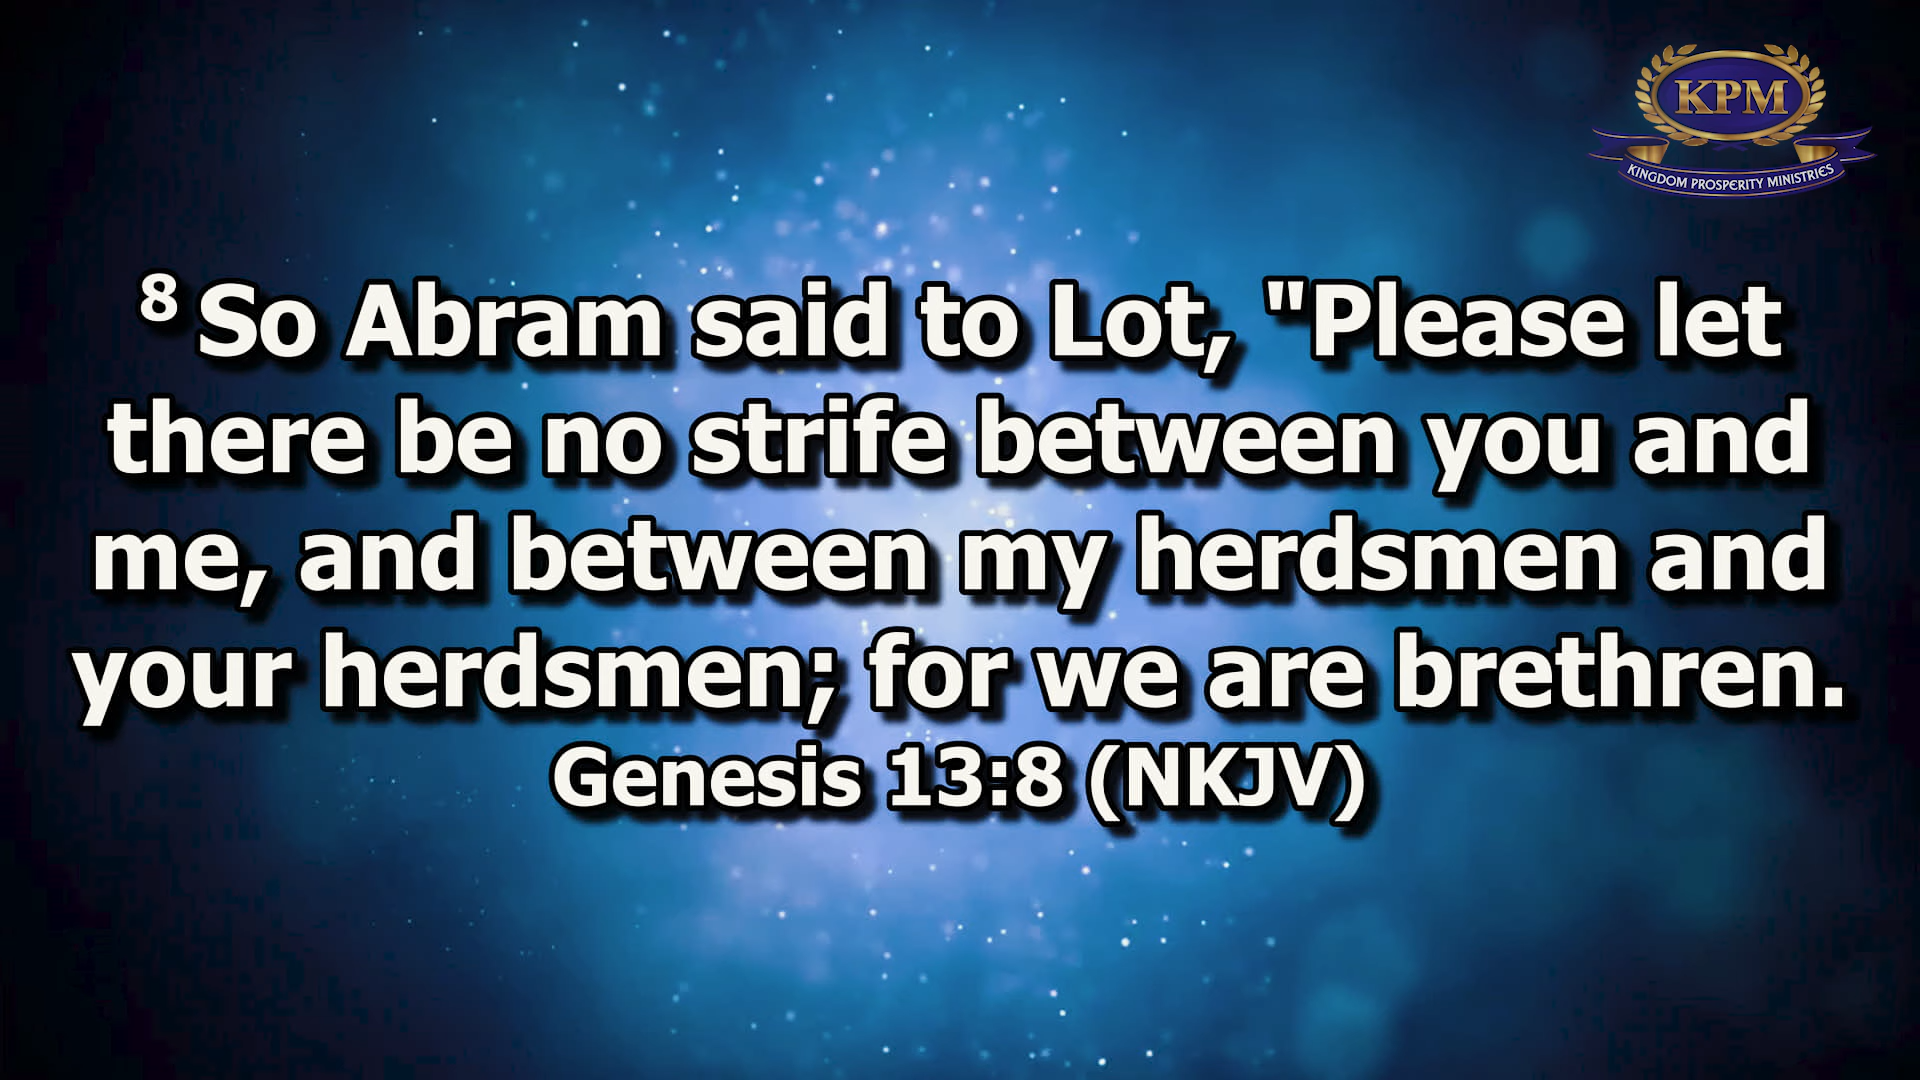 KPM
KINGDOM PROSPERITY MINISTRIES
8 So Abram said to Lot, "Please let
there be no strife between you and
me, and between my herdsmen and
your herdsmen; for we are brethren.
Genesis 13:8 (NKJV)